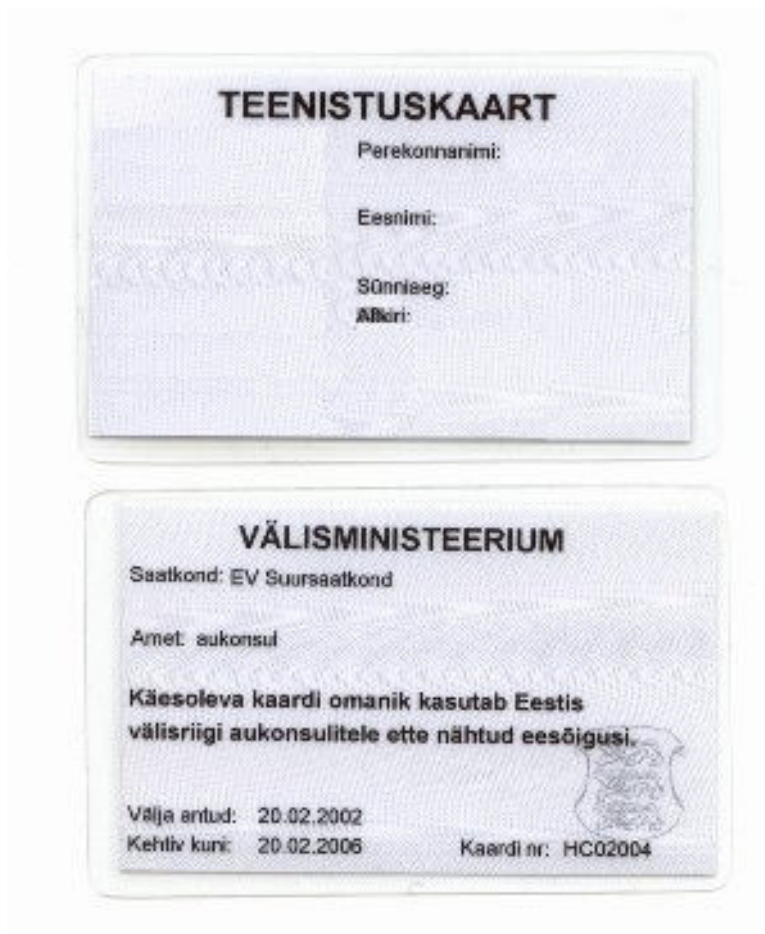 TEENISTUSKAART
Perekonnanimi:
Eesnimi:
Sünniaeg:
Allkiri:
VÄLISMINISTEERIUM
Saatkond: EV Suursaatkond
Amet: aukonsul
Käesoleva kaardi omanik kasutab Eestis
välisriigi aukonsulitele ette nähtud eesõigusi.
Välja antud: 20.02.2002
Kehtiv kuni: 20.02.2006 Kaardi nr: HC02004